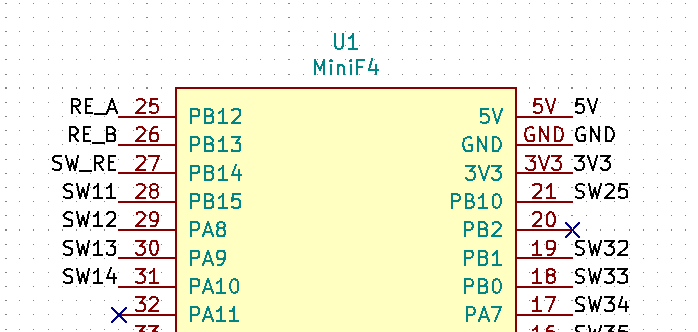 U1
MiniF4
RE_A 25 PB12 5V 5V 5V
RE_B 26 PB13 GND GND GND
SW_RE 27 PB14 3V3 3V3 3V3
SW11 28 PB15 PB10 21 SW25
SW12 29 PA8 PB2 20
SW13 30 PA9 PB1 19 SW32
SW14 31 PA10 PB0 18 SW33
32 PA11 PA7 17 SW34
33 16 SW35